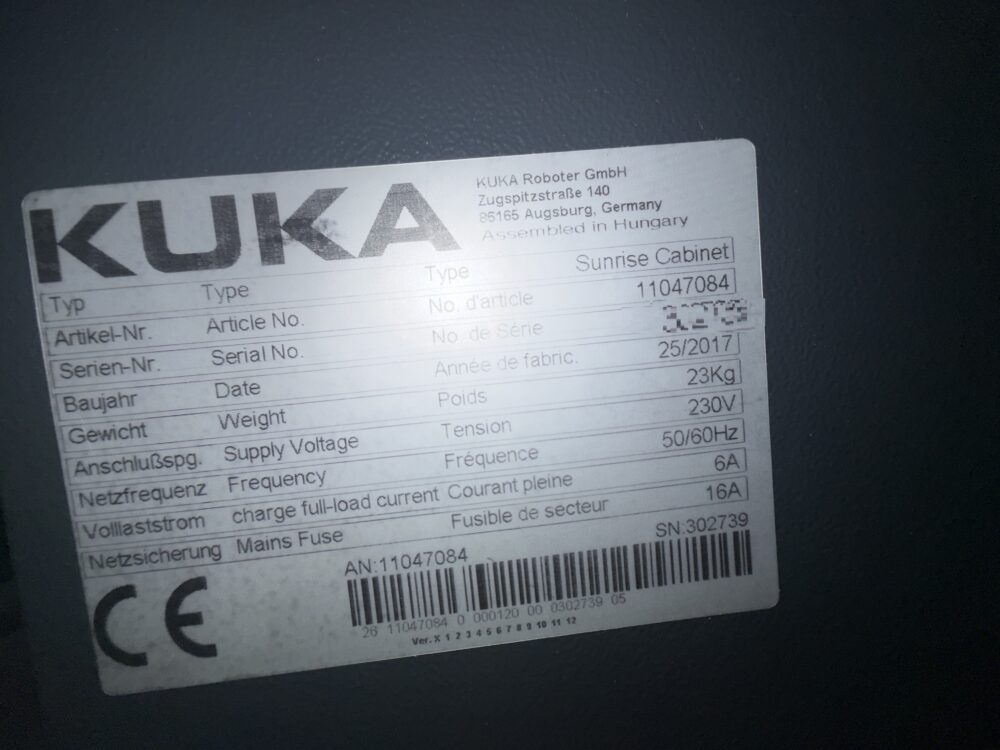 KUKA
KUKA Roboter GmbH
Zugspitzstraße 140
86165 Augsburg, Germany
Assembled in Hungary
Typ Type Type Sunrise Cabinet
Artikel-Nr. Article No. No. d'article 11047084
Serien-Nr. Serial No. No. de Série
Baujahr Date Année de fabric. 25/2017
Gewicht Weight Poids 23Kg
Anschlußspg. Supply Voltage Tension 230V
Netzfrequenz Frequency Fréquence 50/60Hz
Volllaststrom charge full-load current Courant pleine 6A
Netzsicherung Mains Fuse Fusible de secteur 16A
CE
AN:11047084 SN:302739
26 11047084 0 000120 00 0302739 05
Ver. X 1 2 3 4 5 6 7 8 9 10 11 12